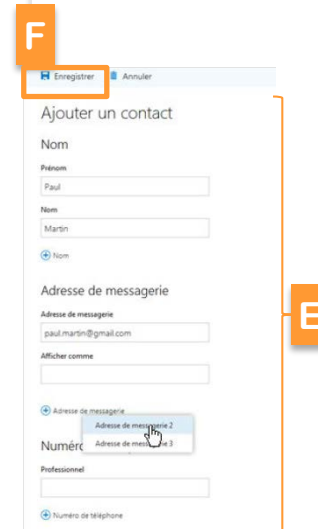 F
Enregistrer Annuler
Ajouter un contact
Nom
Prénom
Paul
Nom
Martin
Nom
Adresse de messagerie
Adresse de messagerie
paul.martin@gmail.com
E
Afficher comme
Adresse de messagerie
Adresse de messagerie 2
Adresse de messagerie 3
Professionnel
Numéro de téléphone